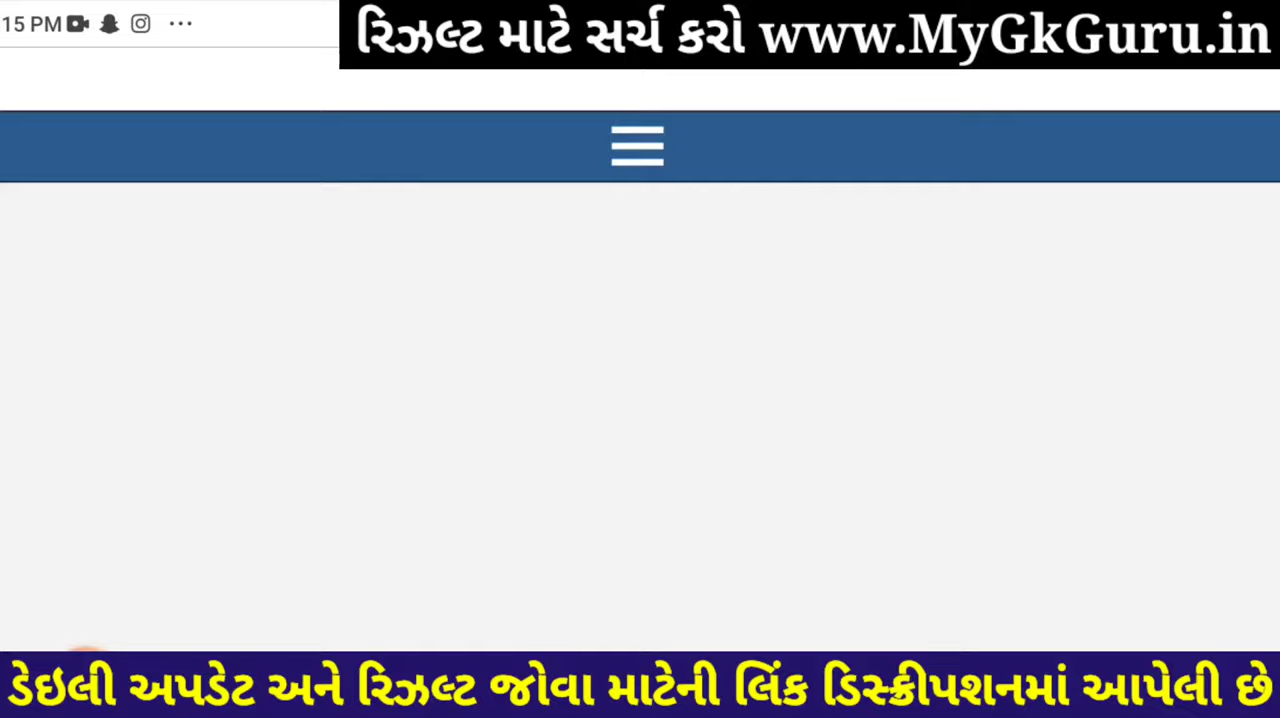 15 PM
રિઝલ્ટ માટે સર્ચ કરો www.MyGkGuru.in
ડેઇલી અપડેટ અને રિઝલ્ટ જોવા માટેની લિંક ડિસ્ક્રીપશનમાં આપેલી છે